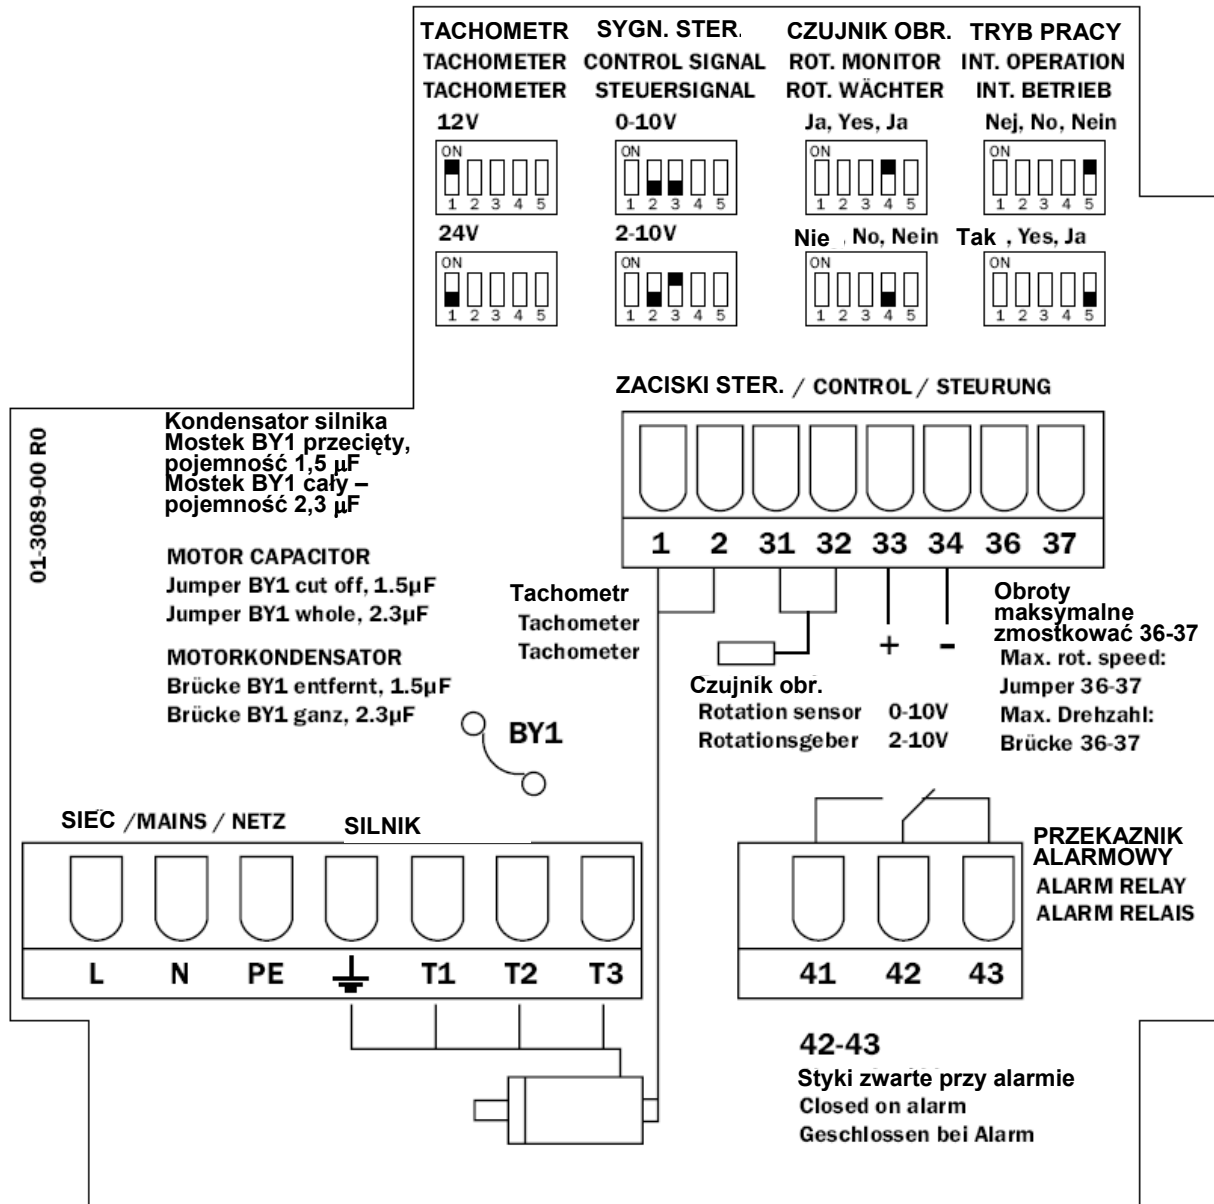 TACHOMETR SYGN. STER. CZUJNIK OBR. TRYB PRACY
TACHOMETER CONTROL SIGNAL ROT. MONITOR INT. OPERATION
TACHOMETER STEUERSIGNAL ROT. WÄCHTER INT. BETRIEB
12V 0-10V Ja, Yes, Ja Nej, No, Nein
ON ON ON ON
1 2 3 4 5 1 2 3 4 5 1 2 3 4 5 1 2 3 4 5
24V 2-10V Nie , No, Nein Tak , Yes, Ja
ON ON ON ON
1 2 3 4 5 1 2 3 4 5 1 2 3 4 5 1 2 3 4 5
ZACISKI STER. / CONTROL / STEURUNG
1 2 31 32 33 34 36 37
01-3089-00 R0
Kondensator silnika
Mostek BY1 przecięty,
pojemność 1,5 µF
Mostek BY1 cały –
pojemność 2,3 µF
MOTOR CAPACITOR
Jumper BY1 cut off, 1.5µF
Jumper BY1 whole, 2.3µF
MOTORKONDENSATOR
Brücke BY1 entfernt, 1.5µF
Brücke BY1 ganz, 2.3µF
BY1
Tachometr
Tachometer
Tachometer
Czujnik obr.
Rotation sensor
Rotationsgeber
+ -
0-10V
2-10V
Obroty
maksymalne
zmostkować 36-37
Max. rot. speed:
Jumper 36-37
Max. Drehzahl:
Brücke 36-37
SIEĆ /MAINS / NETZ SILNIK
L N PE T1 T2 T3
PRZEKAZNIK
ALARMOWY
ALARM RELAY
ALARM RELAIS
41 42 43
42-43
Styki zwarte przy alarmie
Closed on alarm
Geschlossen bei Alarm